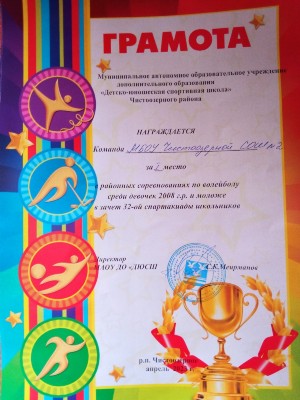 ГРАМОТА
Муниципальное автономное образовательное учреждение
дополнительного образования
«Детско-юношеская спортивная школа»
Чистоозерного района
НАГРАЖДАЕТСЯ
Команда МБОУ Чистоозерной СОШ №2
за место
в районных соревнованиях по волейболу
среди девочек 2008 г.р. и моложе
в зачет 32-ой спартакиады школьников
Директор
МАОУ ДО «ДЮСШ
р.п. Чистоозерное
апрель